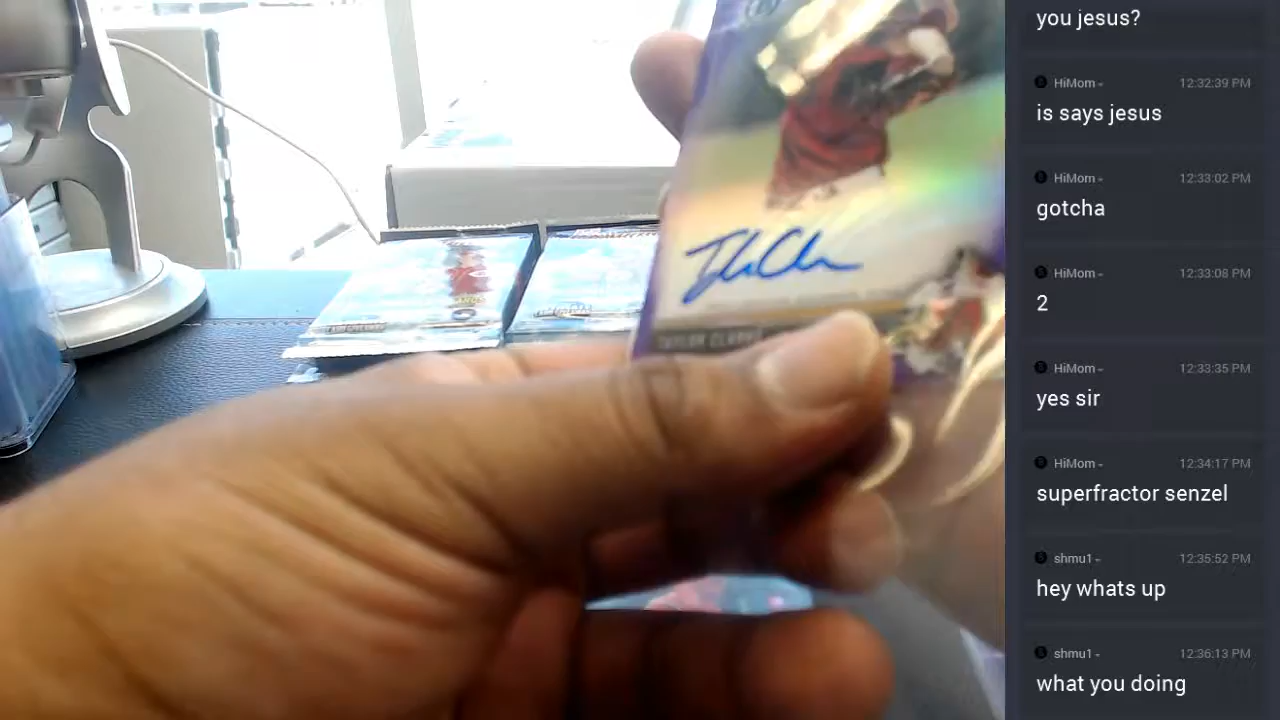 TAYLOR CLARKE
you jesus?
HiMom - 12:32:39 PM
is says jesus
HiMom - 12:33:02 PM
gotcha
HiMom - 12:33:08 PM
2
HiMom - 12:33:35 PM
yes sir
HiMom - 12:34:17 PM
superfractor senzel
shmu1 - 12:35:52 PM
hey whats up
shmu1 - 12:36:13 PM
what you doing